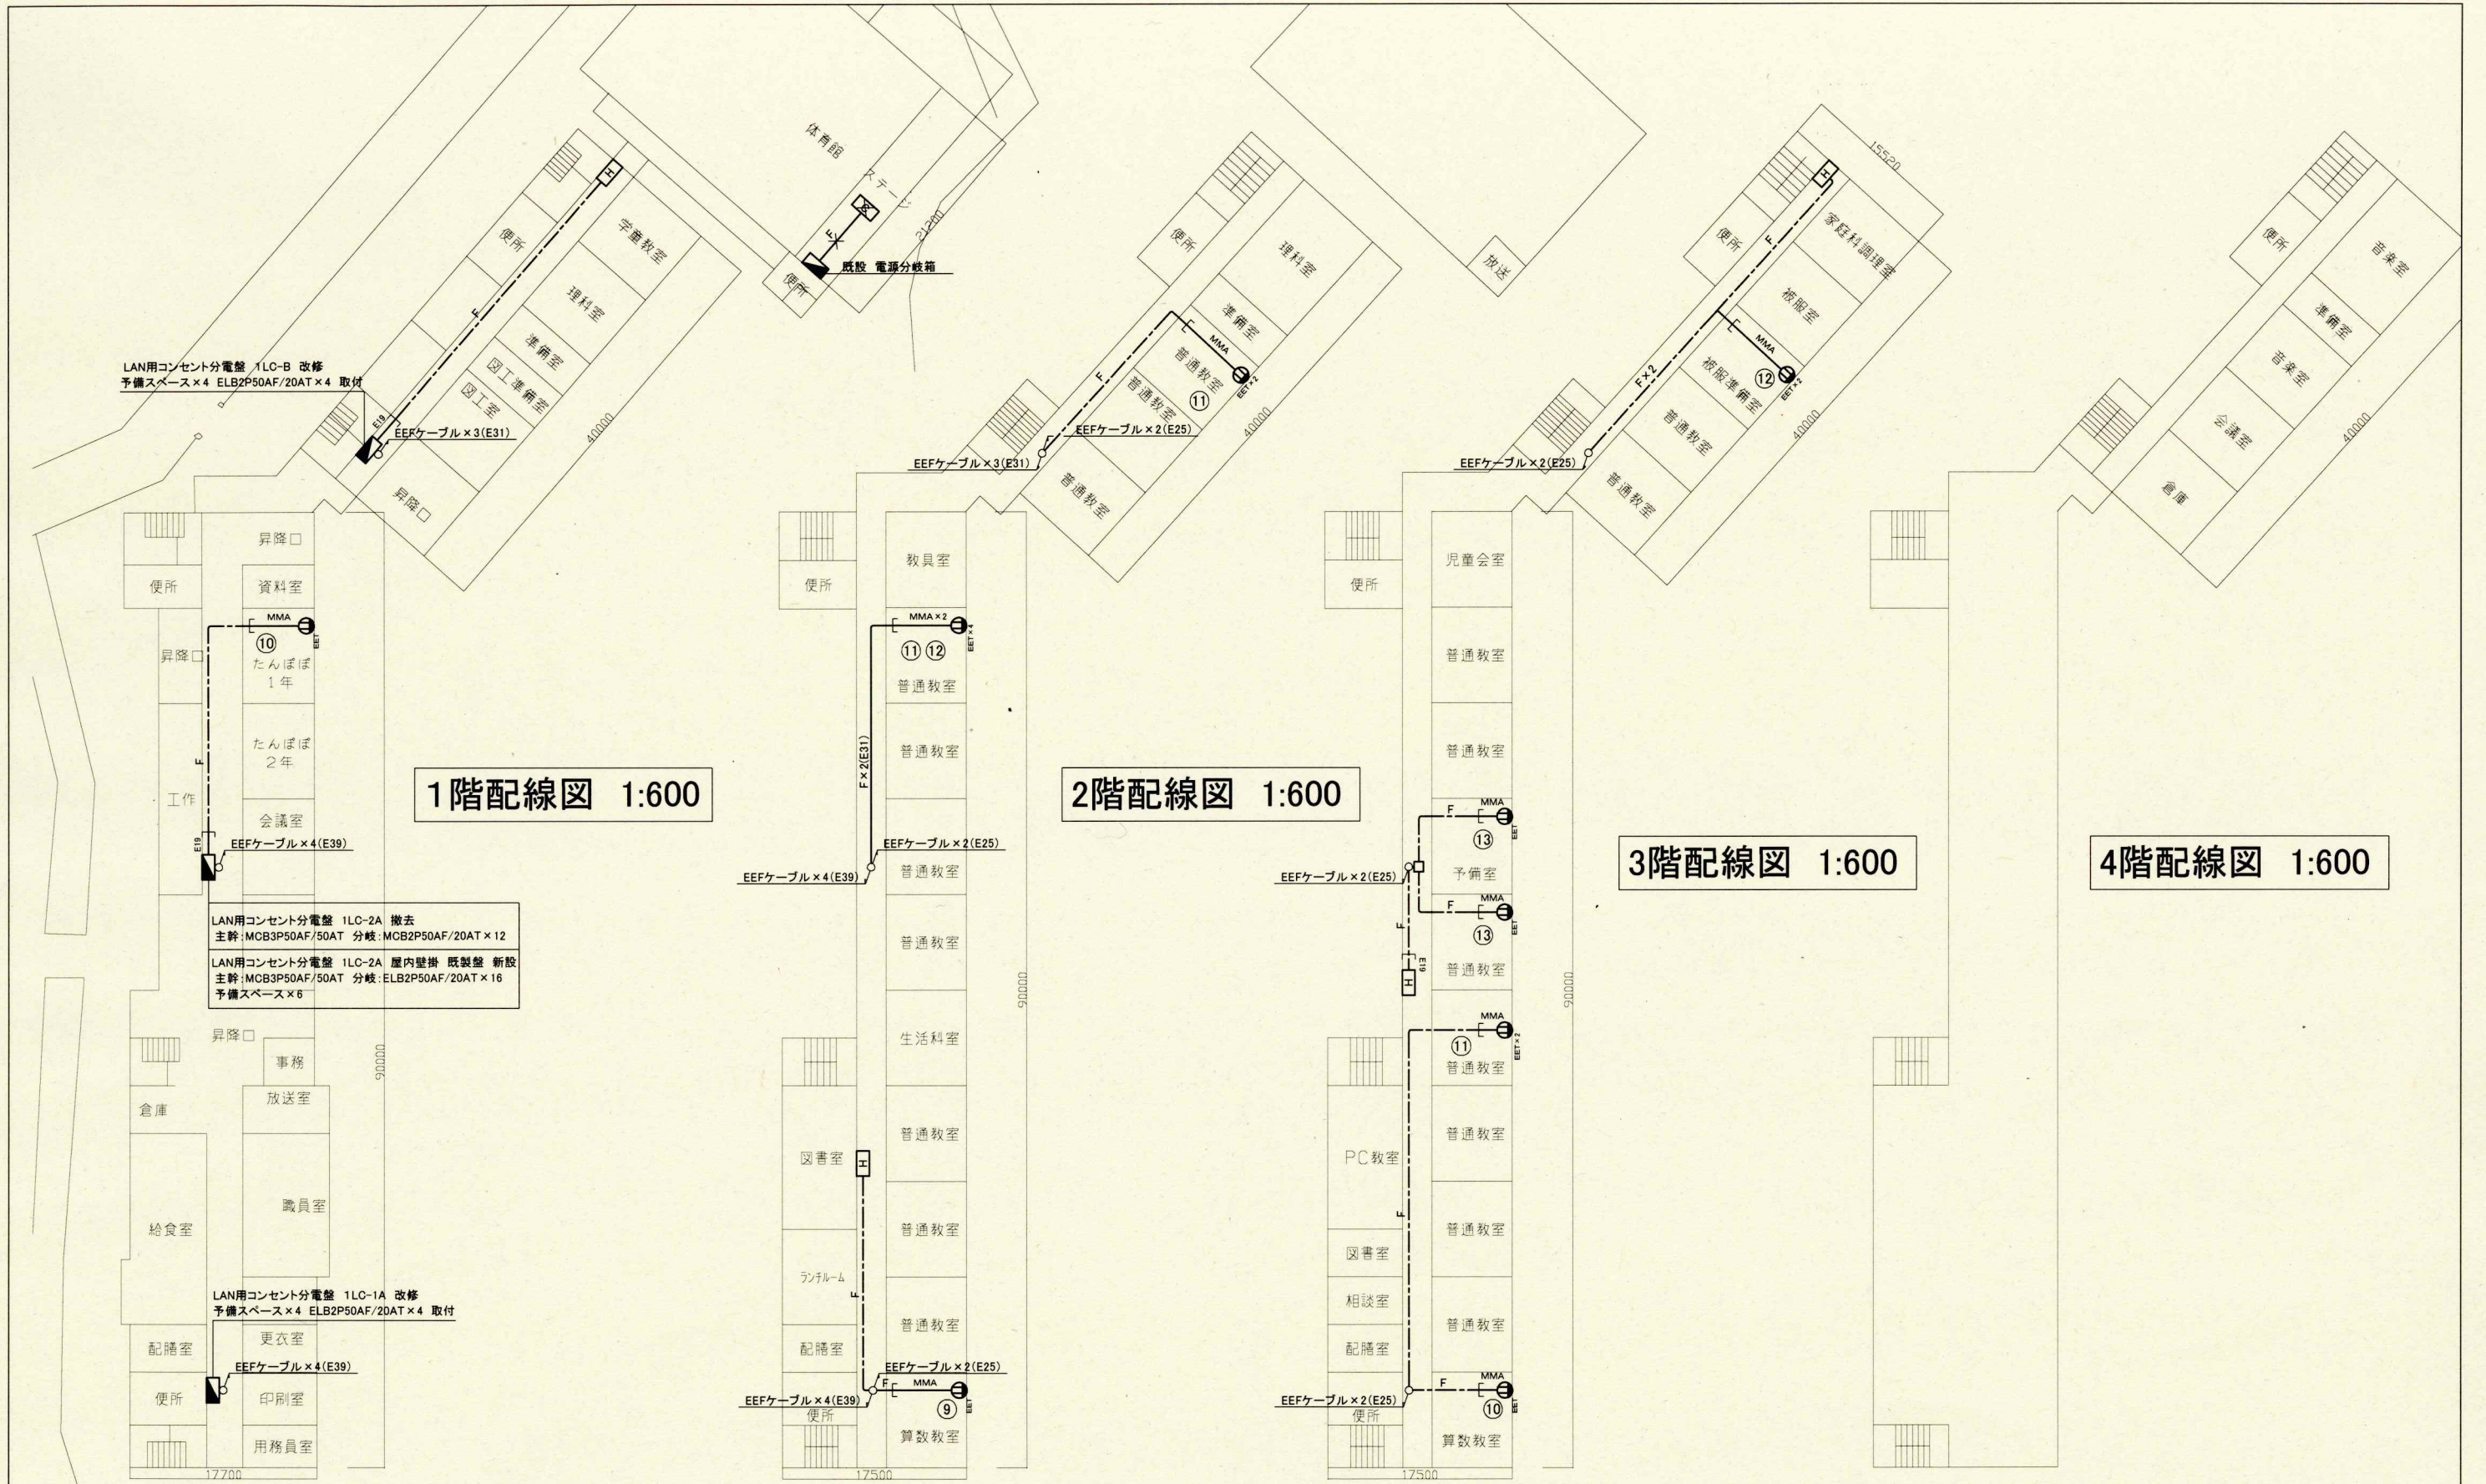 体育館
ステージ
21200
便所
既設 電源分岐箱
便所
学童教室
理科室
準備室
図工準備室
図工室
昇降口
40000
H
F
E19
LAN用コンセント分電盤 1LC-B 改修
予備スペース×4 ELB2P50AF/20AT×4 取付
EEFケーブル×3(E31)
F
昇降口
便所
資料室
MMA
EET
⑩
昇降口
たんぽぽ
1年
たんぽぽ
2年
F
工作
会議室
E19
EEFケーブル×4(E39)
LAN用コンセント分電盤 1LC-2A 撤去
主幹:MCB3P50AF/50AT 分岐:MCB2P50AF/20AT×12
LAN用コンセント分電盤 1LC-2A 屋内壁掛 既製盤 新設
主幹:MCB3P50AF/50AT 分岐:ELB2P50AF/20AT×16
予備スペース×6
昇降口
事務
90000
放送室
倉庫
職員室
給食室
LAN用コンセント分電盤 1LC-1A 改修
予備スペース×4 ELB2P50AF/20AT×4 取付
更衣室
配膳室
EEFケーブル×4(E39)
便所
印刷室
用務員室
17700
1階配線図 1:600
放送
便所
理科室
準備室
普通教室
⑪
普通教室
普通教室
MMA
EET×2
F
40000
EEFケーブル×2(E25)
EEFケーブル×3(E31)
教具室
便所
MMA×2
EET×4
⑪ ⑫
普通教室
普通教室
F×2(E31)
EEFケーブル×2(E25)
EEFケーブル×4(E39)
普通教室
普通教室
90000
生活科室
普通教室
図書室
H
普通教室
ランチルーム
F
普通教室
配膳室
EEFケーブル×2(E25)
F
MMA
EET
EEFケーブル×4(E39)
⑨
便所
算数教室
17500
2階配線図 1:600
15520
H
便所
家庭科調理室
被服室
F
MMA
⑫
EET×2
被服準備室
F×2
普通教室
普通教室
40000
EEFケーブル×2(E25)
児童会室
便所
普通教室
普通教室
F
MMA
EET
⑬
EEFケーブル×2(E25)
予備室
F
MMA
EET
⑬
F
E19
普通教室
H
90000
MMA
EET×2
⑪
普通教室
普通教室
PC教室
F
普通教室
図書室
相談室
普通教室
配膳室
F
MMA
EET
EEFケーブル×2(E25)
⑩
便所
算数教室
17500
3階配線図 1:600
便所
音楽室
準備室
音楽室
会議室
倉庫
40000
4階配線図 1:600